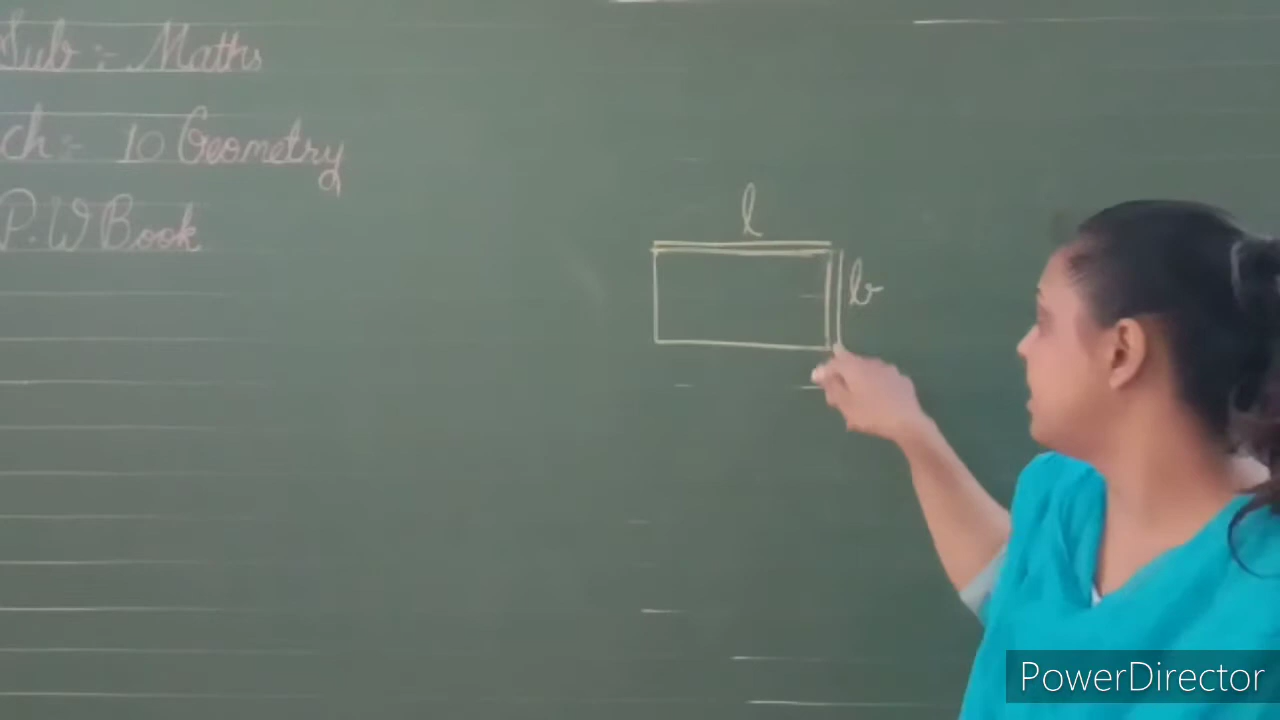 Sub :- Maths
ch :- 10 Geometry
P.W Book
l
b
PowerDirector